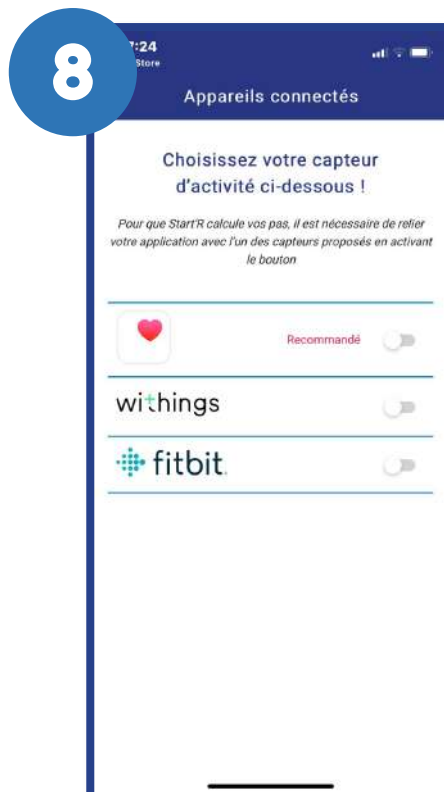 8
:24
Store
Appareils connectés
Choisissez votre capteur
d'activité ci-dessous !
Pour que Start'R calcule vos pas, il est nécessaire de relier
votre application avec l'un des capteurs proposés en activant
le bouton
Recommandé
withings
fitbit.